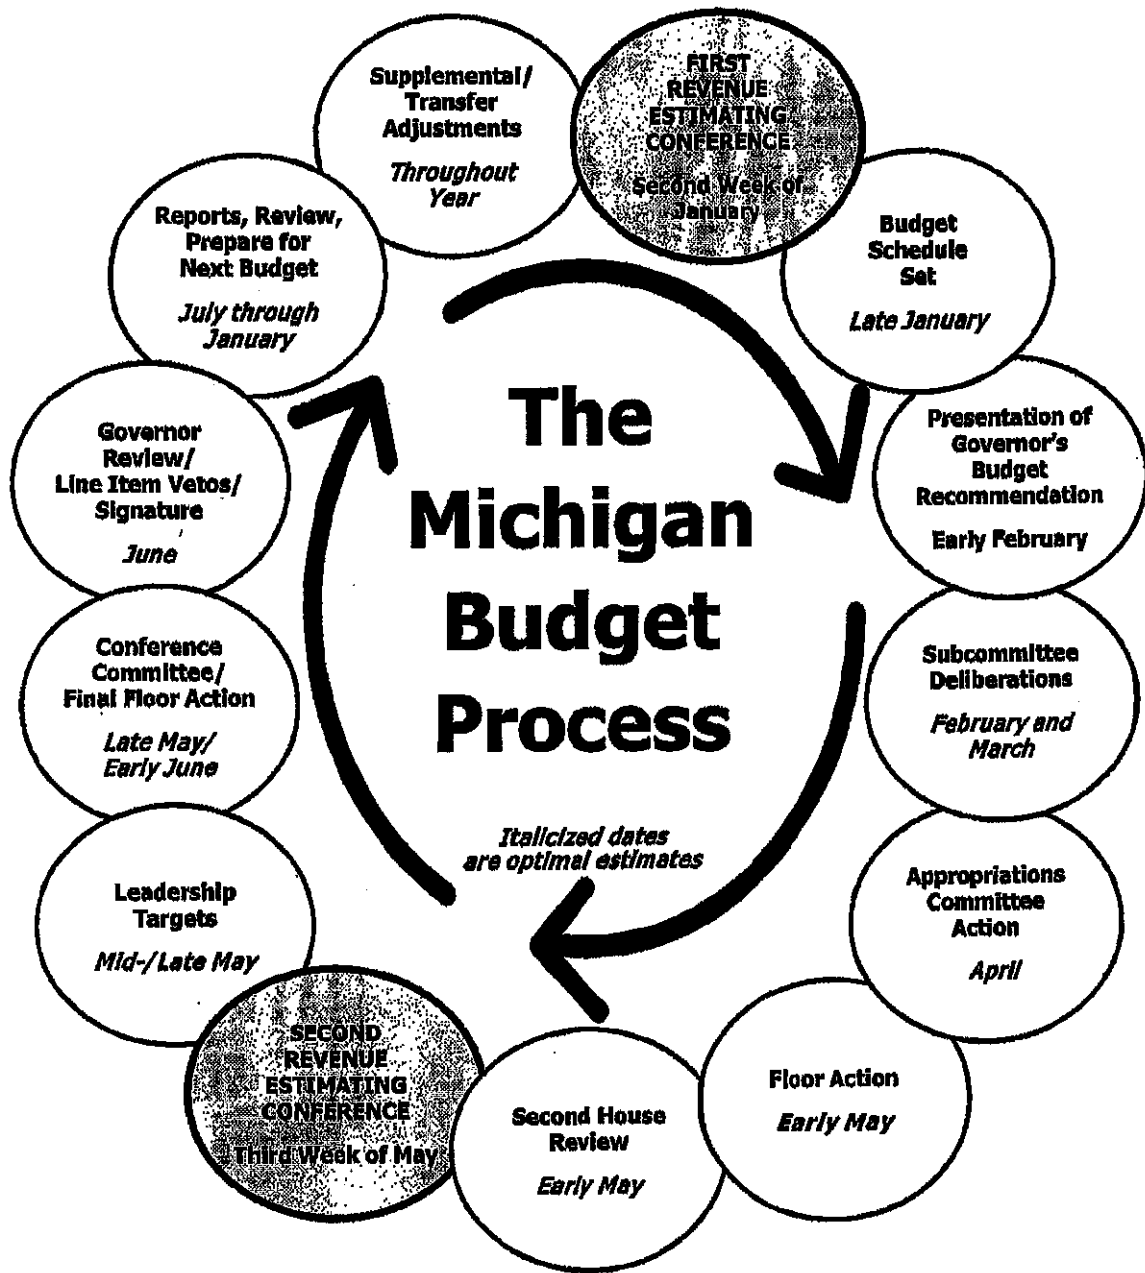 FIRST
REVENUE
ESTIMATING
CONFERENCE
Second Week of
January
Budget
Schedule
Set
Late January
Presentation of
Governor's
Budget
Recommendation
Early February
Subcommittee
Deliberations
February and
March
Appropriations
Committee
Action
April
Floor Action
Early May
Second House
Review
Early May
SECOND
REVENUE
ESTIMATING
CONFERENCE
Third Week of May
Leadership
Targets
Mid-/Late May
Conference
Committee/
Final Floor Action
Late May/
Early June
Governor
Review/
Line Item Vetos/
Signature
June
Reports, Review,
Prepare for
Next Budget
July through
January
Supplemental/
Transfer
Adjustments
Throughout
Year
The
Michigan
Budget
Process
Italicized dates
are optimal estimates